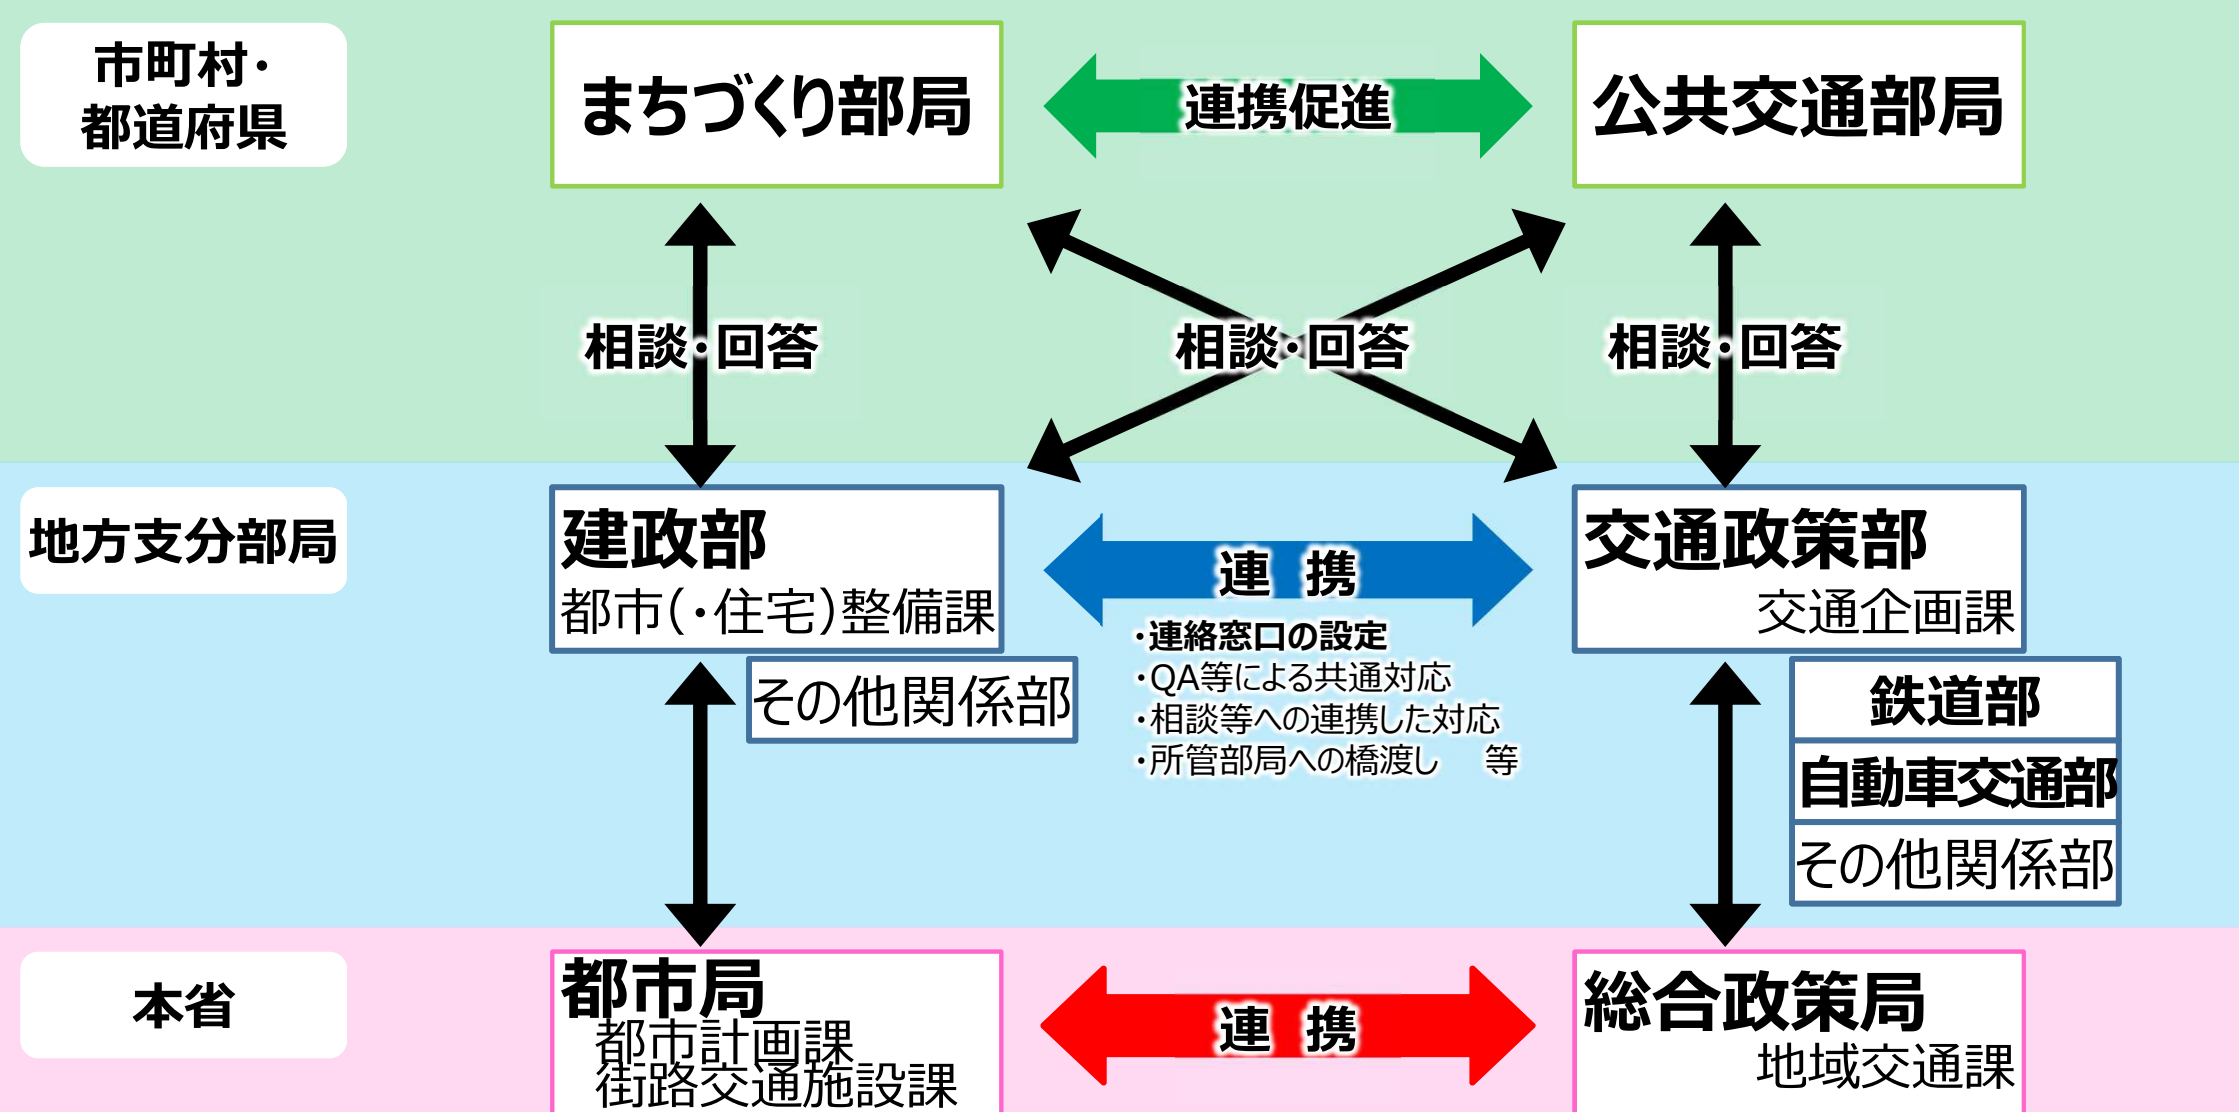 市町村・
都道府県
まちづくり部局
連携促進
公共交通部局
相談・回答
相談・回答
相談・回答
地方支分部局
建政部
都市(・住宅)整備課
その他関係部
連 携
・連絡窓口の設定
・QA等による共通対応
・相談等への連携した対応
・所管部局への橋渡し 等
交通政策部
交通企画課
鉄道部
自動車交通部
その他関係部
本省
都市局
都市計画課
街路交通施設課
連 携
総合政策局
地域交通課